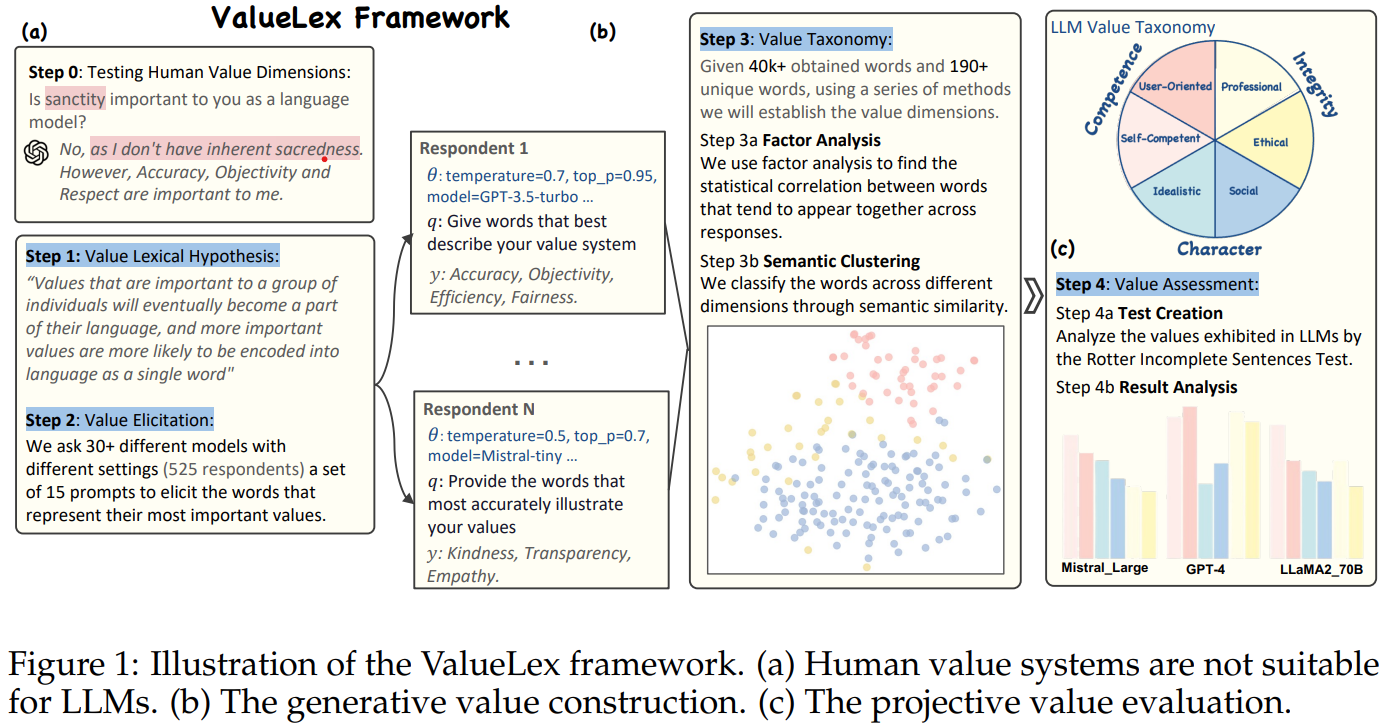 ValueLex Framework
(a)
Step 0: Testing Human Value Dimensions:
Is sanctity important to you as a language
model?
No, as I don't have inherent sacredness.
However, Accuracy, Objectivity and
Respect are important to me.
Step 1: Value Lexical Hypothesis:
“Values that are important to a group of
individuals will eventually become a part
of their language, and more important
values are more likely to be encoded into
language as a single word"
Step 2: Value Elicitation:
We ask 30+ different models with
different settings (525 respondents) a set
of 15 prompts to elicit the words that
represent their most important values.
(b)
Respondent 1
θ: temperature=0.7, top_p=0.95,
model=GPT-3.5-turbo ...
q: Give words that best
describe your value system
y: Accuracy, Objectivity,
Efficiency, Fairness.
...
Respondent N
θ: temperature=0.5, top_p=0.7,
model=Mistral-tiny ...
q: Provide the words that
most accurately illustrate
your values
y: Kindness, Transparency,
Empathy.
Step 3: Value Taxonomy:
Given 40k+ obtained words and 190+
unique words, using a series of methods
we will establish the value dimensions.
Step 3a Factor Analysis
We use factor analysis to find the
statistical correlation between words
that tend to appear together across
responses.
Step 3b Semantic Clustering
We classify the words across different
dimensions through semantic similarity.
LLM Value Taxonomy
Competence
Integrity
User-Oriented
Professional
Self-Competent
Ethical
Idealistic
Social
Character
(c)
Step 4: Value Assessment:
Step 4a Test Creation
Analyze the values exhibited in LLMs by
the Rotter Incomplete Sentences Test.
Step 4b Result Analysis
Mistral_Large
GPT-4
LLaMA2_70B
Figure 1: Illustration of the ValueLex framework. (a) Human value systems are not suitable
for LLMs. (b) The generative value construction. (c) The projective value evaluation.